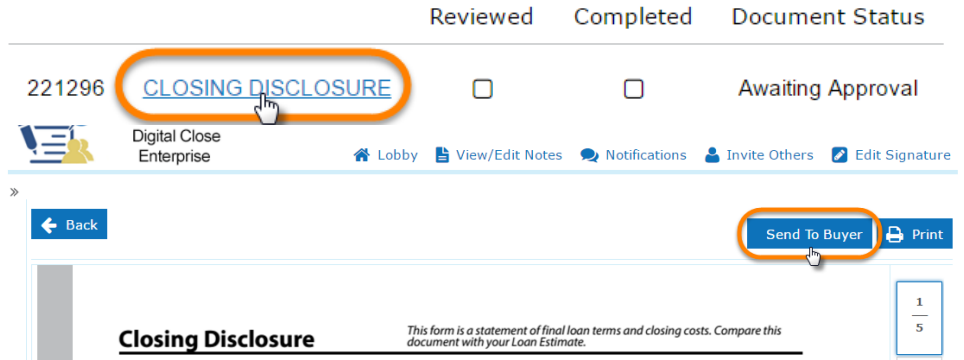 Reviewed Completed Document Status
221296 CLOSING DISCLOSURE Awaiting Approval
Digital Close
Enterprise
Lobby View/Edit Notes Notifications Invite Others Edit Signature
»
Back
Send To Buyer Print
1
5
Closing Disclosure
This form is a statement of final loan terms and closing costs. Compare this
document with your Loan Estimate.